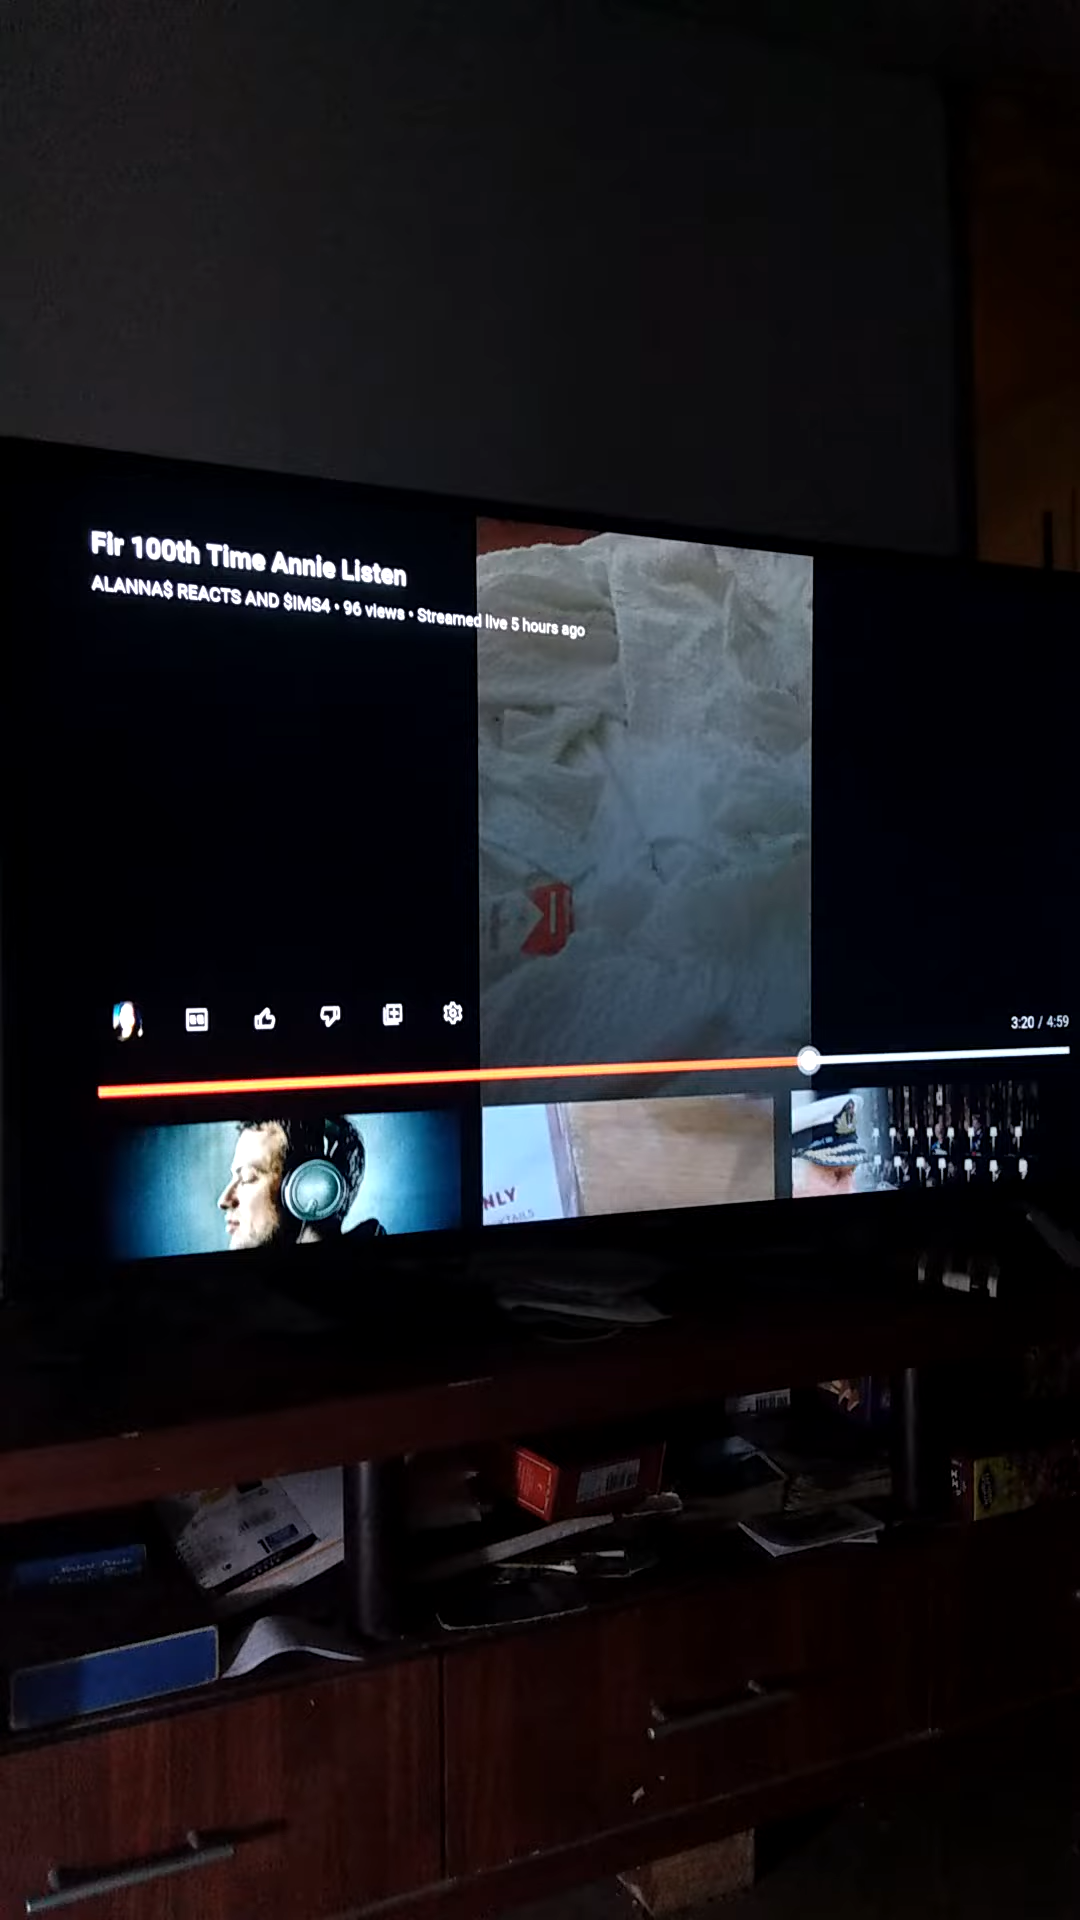 Fir 100th Time Annie Listen
ALANNA$ REACTS AND $IMS4 • 96 views • Streamed live 5 hours ago
3:20 / 4:59
NLY